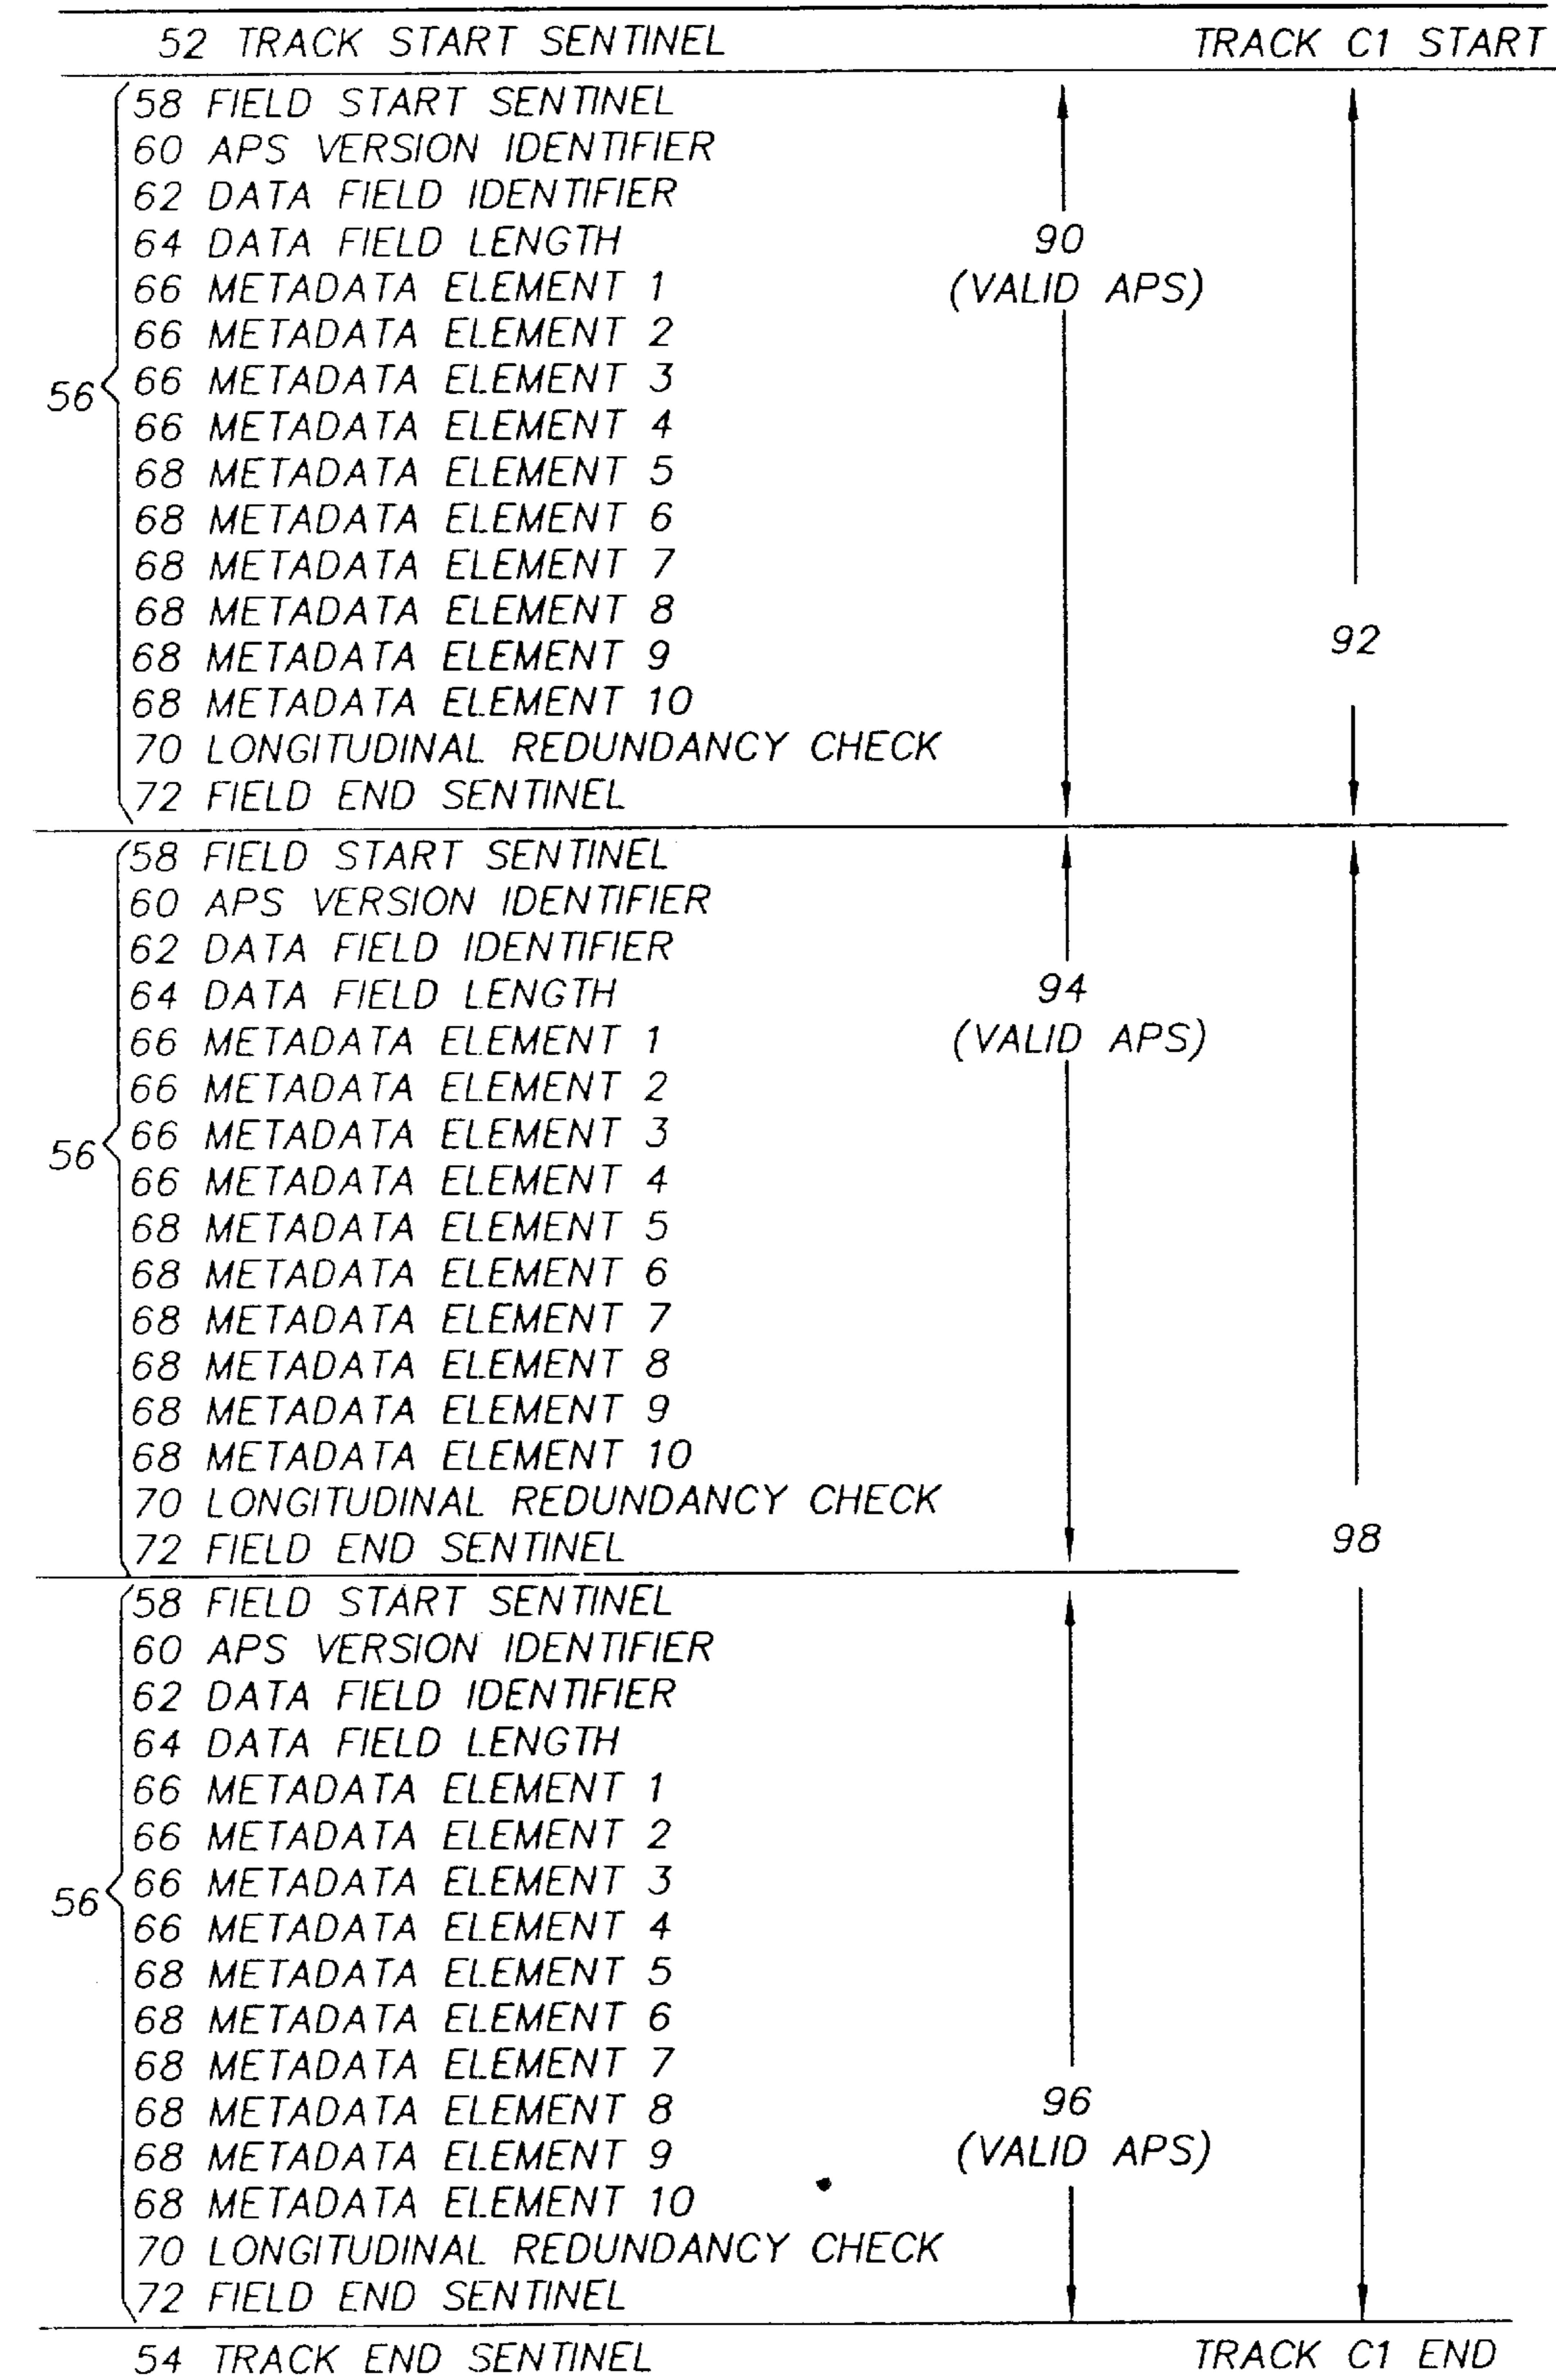 52 TRACK START SENTINEL TRACK C1 START
58 FIELD START SENTINEL
60 APS VERSION IDENTIFIER
62 DATA FIELD IDENTIFIER
64 DATA FIELD LENGTH 90
66 METADATA ELEMENT 1 (VALID APS)
66 METADATA ELEMENT 2
56 66 METADATA ELEMENT 3
66 METADATA ELEMENT 4
68 METADATA ELEMENT 5
68 METADATA ELEMENT 6
68 METADATA ELEMENT 7
68 METADATA ELEMENT 8
68 METADATA ELEMENT 9 92
68 METADATA ELEMENT 10
70 LONGITUDINAL REDUNDANCY CHECK
72 FIELD END SENTINEL
58 FIELD START SENTINEL
60 APS VERSION IDENTIFIER
62 DATA FIELD IDENTIFIER
64 DATA FIELD LENGTH 94
66 METADATA ELEMENT 1 (VALID APS)
66 METADATA ELEMENT 2
56 66 METADATA ELEMENT 3
66 METADATA ELEMENT 4
68 METADATA ELEMENT 5
68 METADATA ELEMENT 6
68 METADATA ELEMENT 7
68 METADATA ELEMENT 8
68 METADATA ELEMENT 9
68 METADATA ELEMENT 10
70 LONGITUDINAL REDUNDANCY CHECK
72 FIELD END SENTINEL 98
58 FIELD START SENTINEL
60 APS VERSION IDENTIFIER
62 DATA FIELD IDENTIFIER
64 DATA FIELD LENGTH
66 METADATA ELEMENT 1
66 METADATA ELEMENT 2
56 66 METADATA ELEMENT 3
66 METADATA ELEMENT 4
68 METADATA ELEMENT 5
68 METADATA ELEMENT 6
68 METADATA ELEMENT 7
68 METADATA ELEMENT 8 96
68 METADATA ELEMENT 9 (VALID APS)
68 METADATA ELEMENT 10
70 LONGITUDINAL REDUNDANCY CHECK
72 FIELD END SENTINEL
54 TRACK END SENTINEL TRACK C1 END